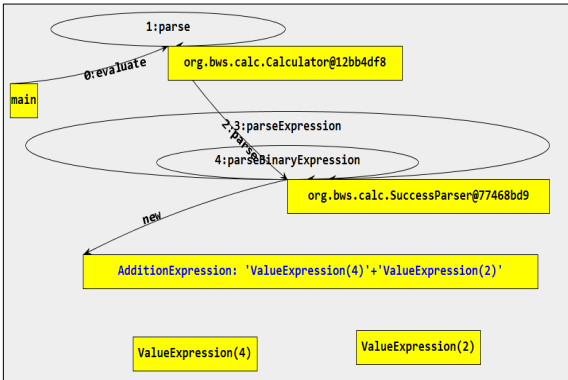 1:parse
0:evaluate
org.bws.calc.Calculator@12bb4df8
main
2:parse
3:parseExpression
4:parseBinaryExpression
org.bws.calc.SuccessParser@77468bd9
new
AdditionExpression: 'ValueExpression(4)'+'ValueExpression(2)'
ValueExpression(4)
ValueExpression(2)